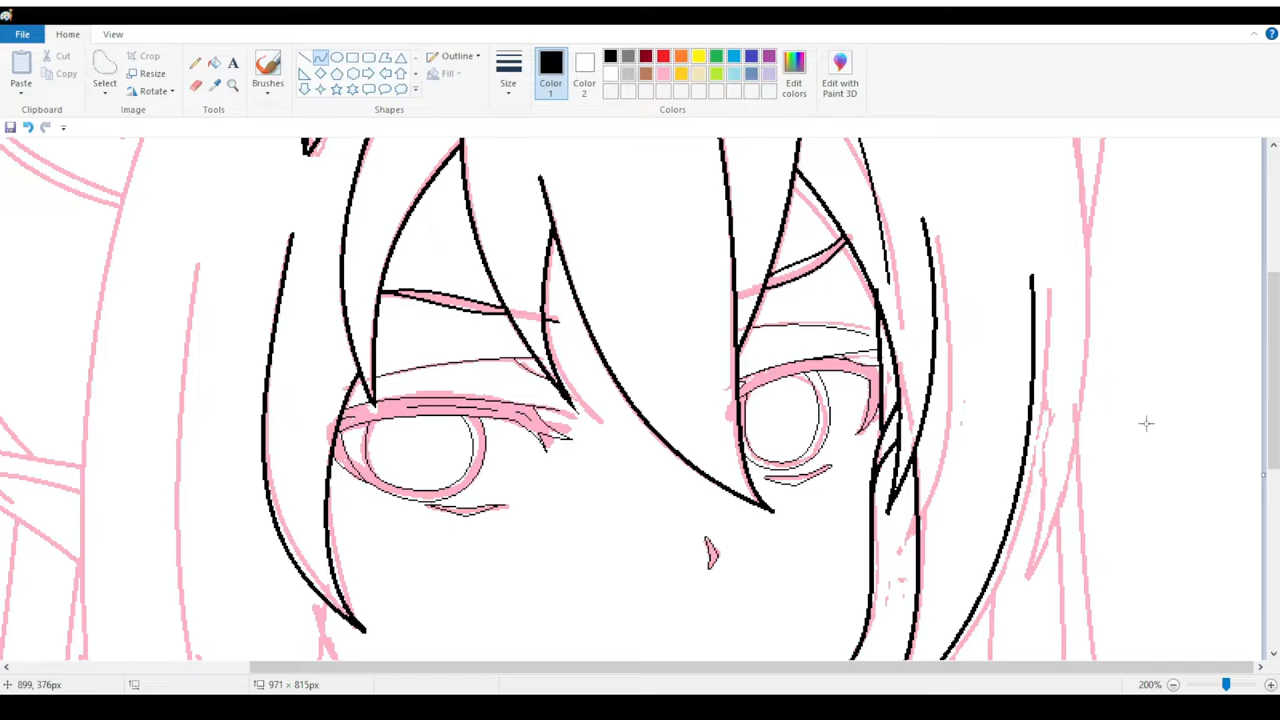 File Home View
Paste Cut Copy
Select Crop Resize Rotate
Brushes
Outline Fill
Size
Color 1
Color 2
Edit colors
Edit with Paint 3D
Clipboard Image Tools Shapes Colors
899, 376px 971 × 815px 200%